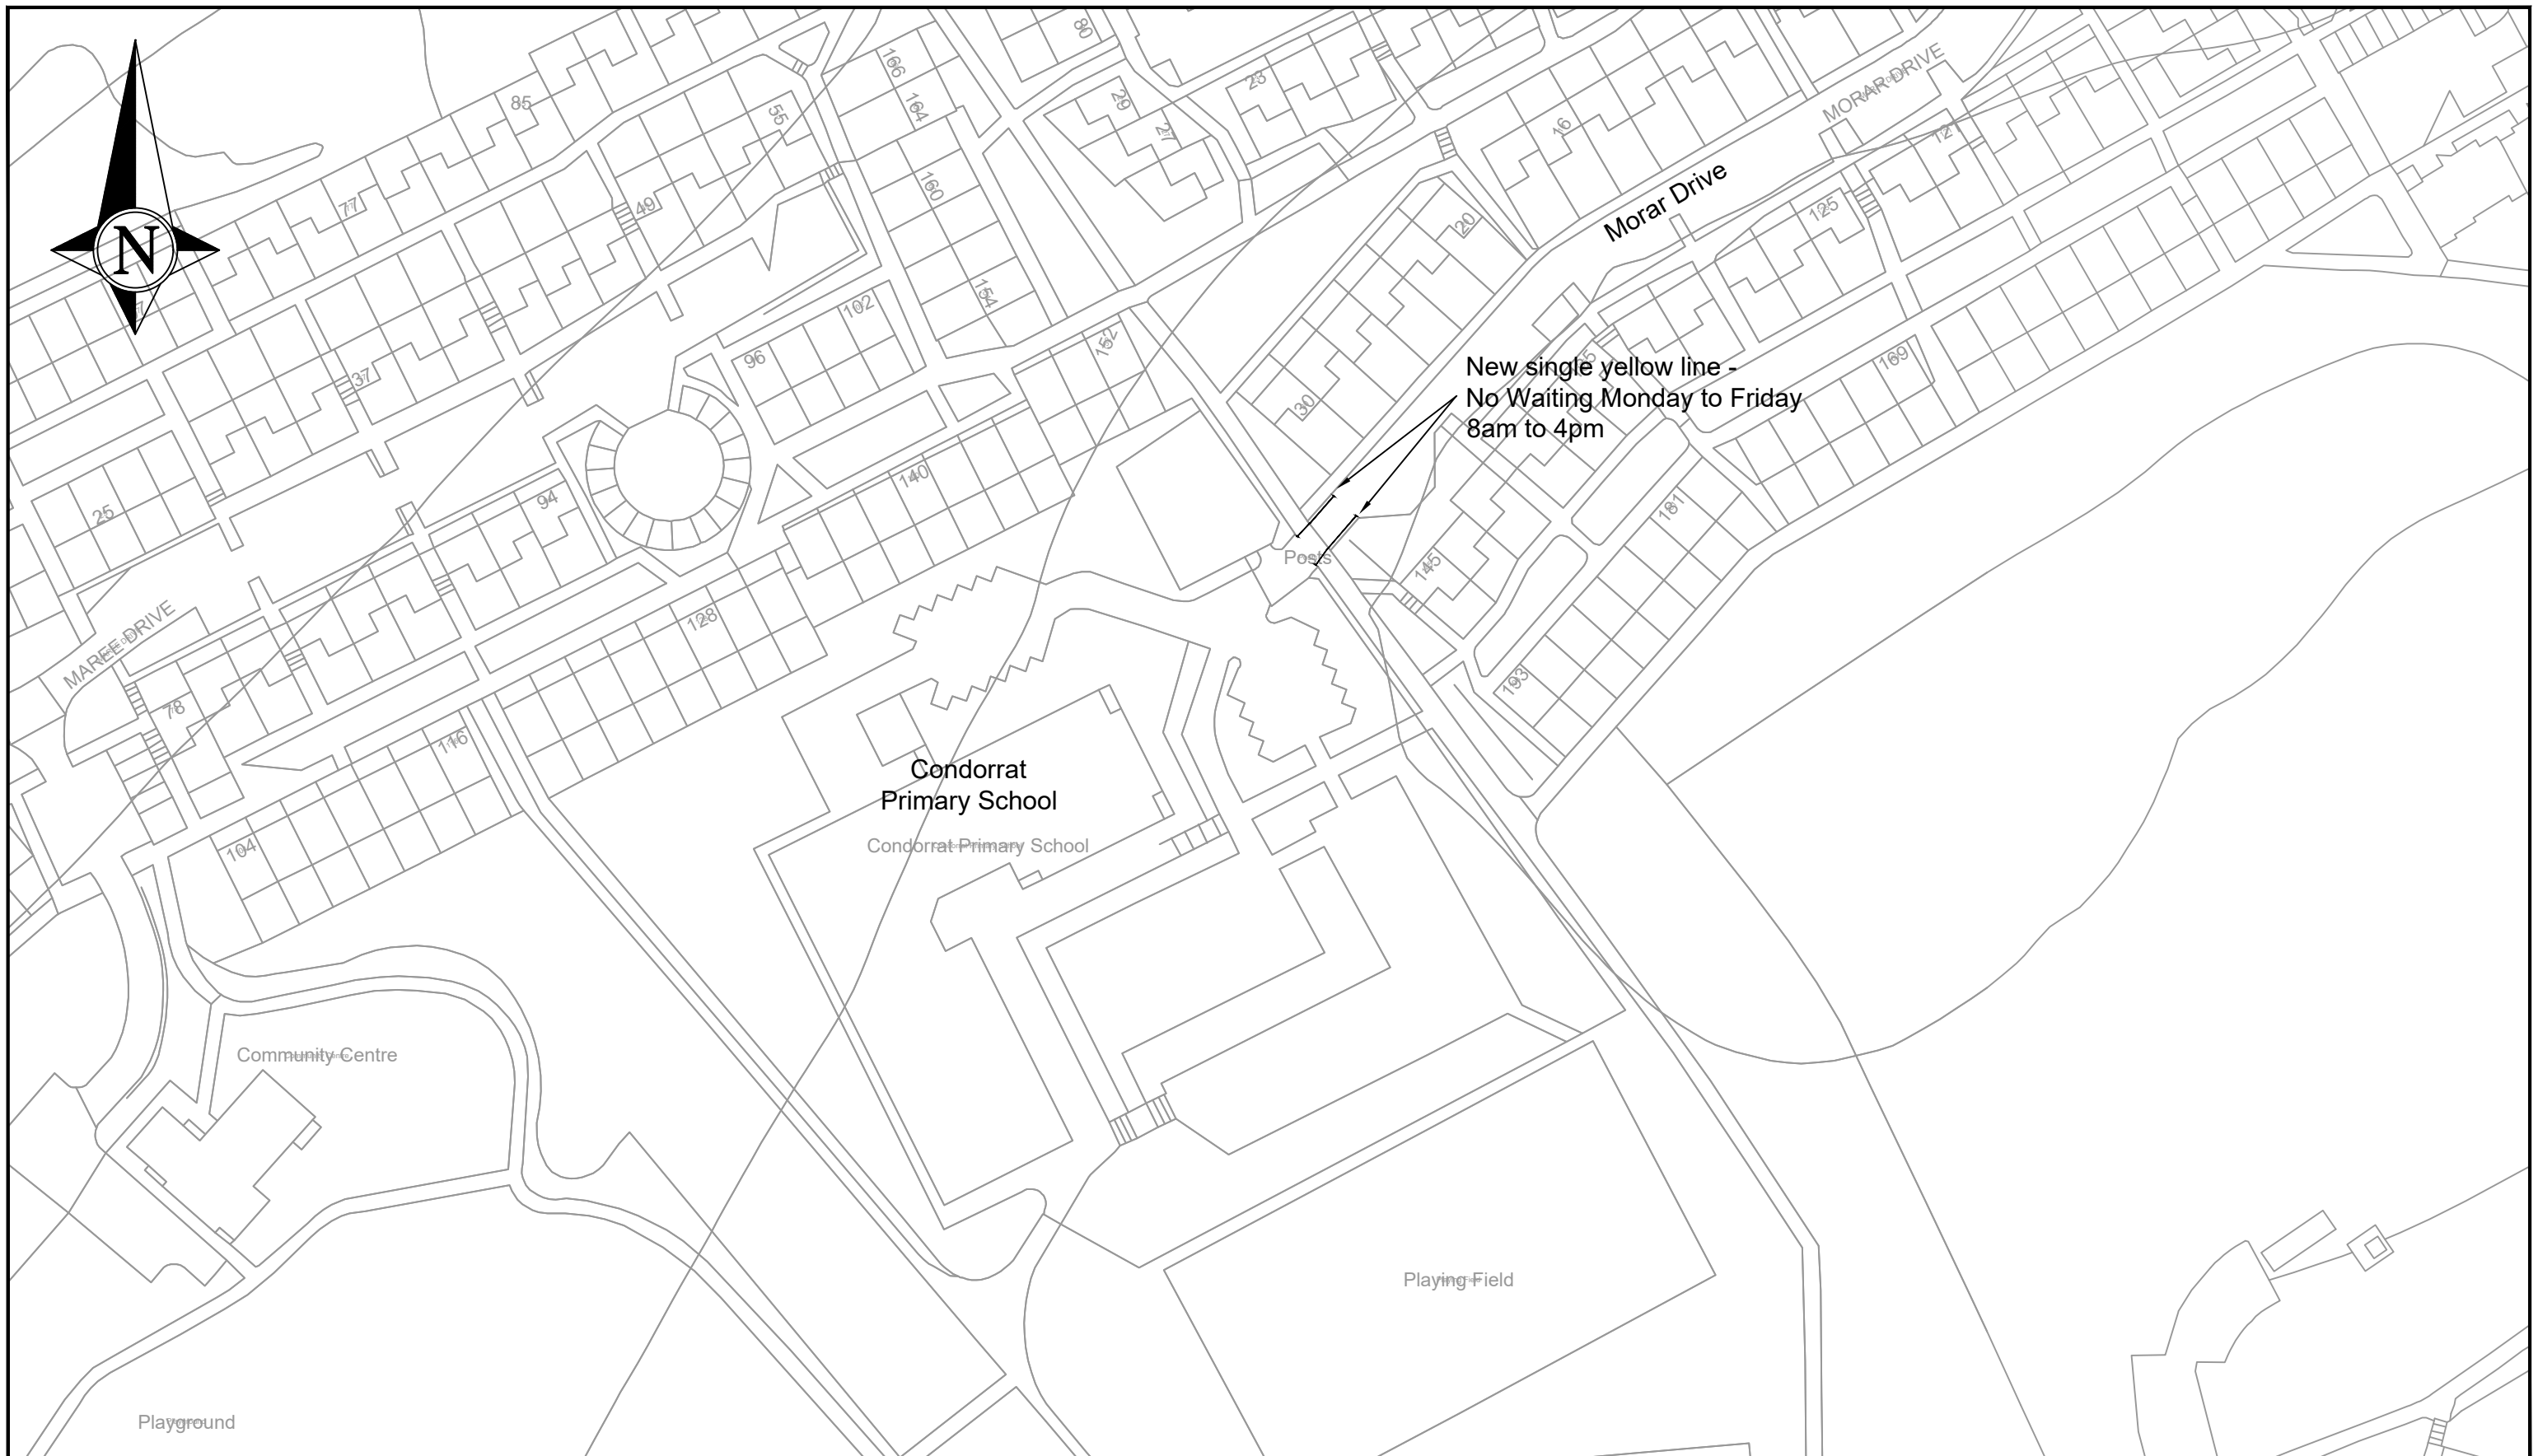 80
166
23
MORAR DRIVE
85
29
164
55
16
27
121
Morar Drive
160
77
49
125
20
N
154
102
152
96
169
New single yellow line -
No Waiting Monday to Friday
8am to 4pm
37
30
140
94
181
25
Posts
145
128
MAREE DRIVE
193
78
116
Condorrat
Primary School
Condorrat Primary School
104
Community Centre
Playing Field
Playground